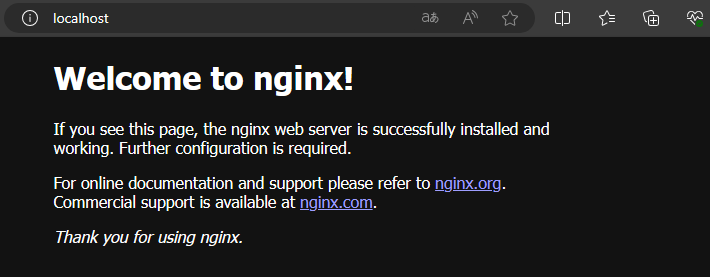 localhost
aあ
A
Welcome to nginx!
If you see this page, the nginx web server is successfully installed and
working. Further configuration is required.
For online documentation and support please refer to nginx.org.
Commercial support is available at nginx.com.
Thank you for using nginx.